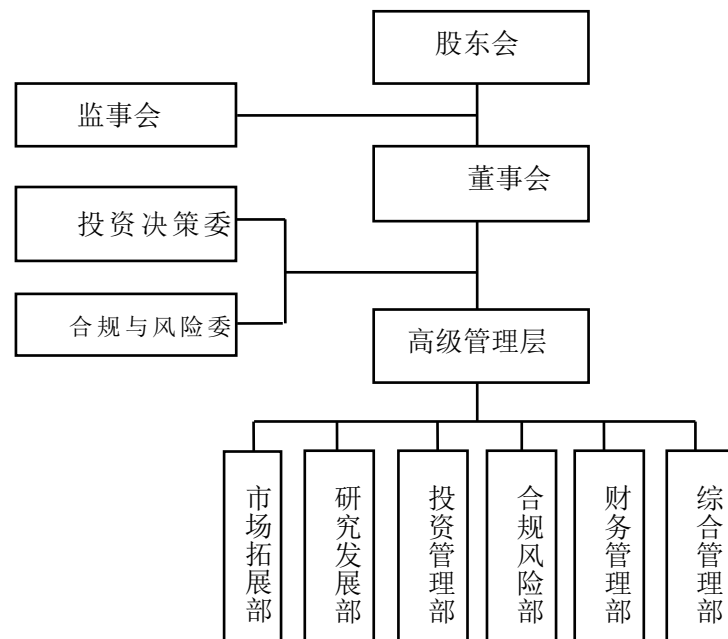 股东会
监事会
董事会
投资决策委
合规与风险委
高级管理层
市场拓展部
研究发展部
投资管理部
合规风险部
财务管理部
综合管理部